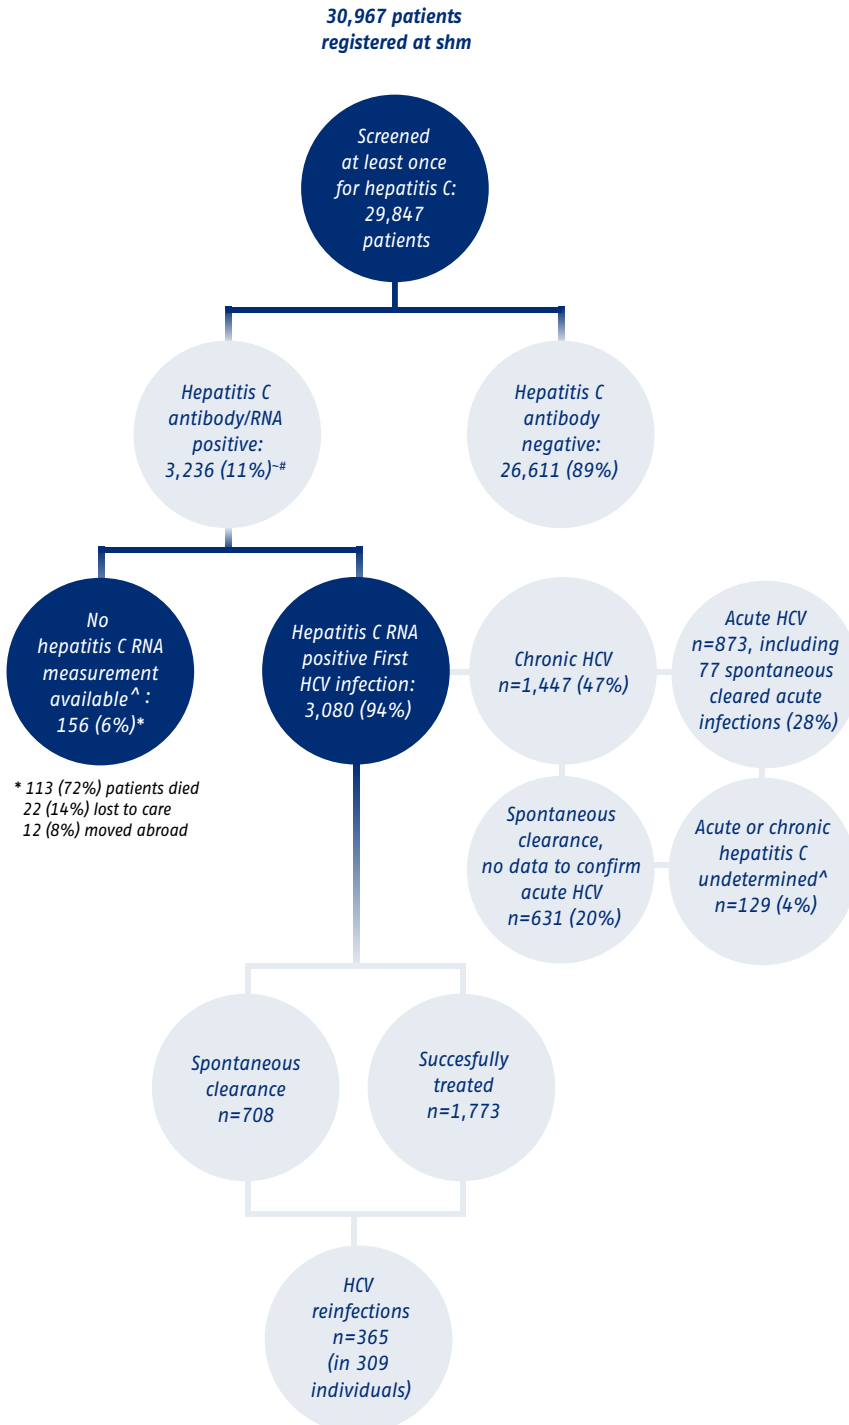 30,967 patients
registered at shm
Screened
at least once
for hepatitis C:
29,847
patients
Hepatitis C
antibody/RNA
positive:
3,236 (11%)~#
Hepatitis C
antibody
negative:
26,611 (89%)
No
hepatitis C RNA
measurement
available^ :
156 (6%)*
* 113 (72%) patients died
22 (14%) lost to care
12 (8%) moved abroad
Hepatitis C RNA
positive First
HCV infection:
3,080 (94%)
Chronic HCV
n=1,447 (47%)
Acute HCV
n=873, including
77 spontaneous
cleared acute
infections (28%)
Spontaneous
clearance,
no data to confirm
acute HCV
n=631 (20%)
Acute or chronic
hepatitis C
undetermined^
n=129 (4%)
Spontaneous
clearance
n=708
Succesfully
treated
n=1,773
HCV
reinfections
n=365
(in 309
individuals)